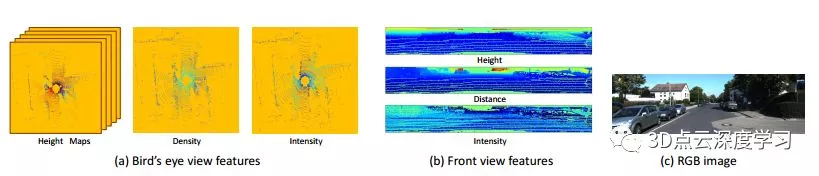 Height Maps
Density
Intensity
(a) Bird's eye view features
Height
Distance
Intensity
(b) Front view features
3D点云深度学习
(c) RGB image